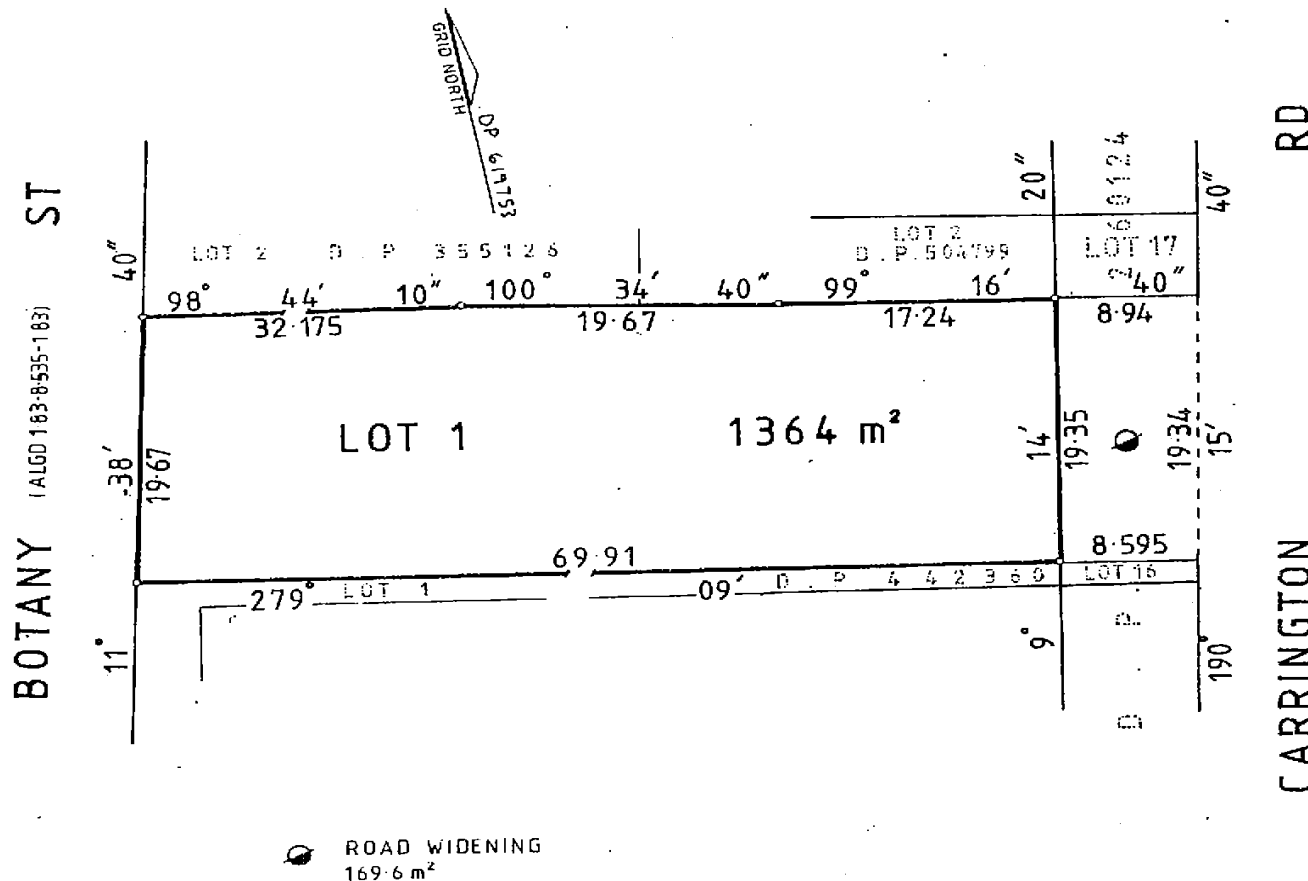 GRID NORTH
DP 619753
BOTANY ST
(ALGD 183·8·535-183)
CARRINGTON RD
11° 38' 40"
19·67
LOT 2 D.P. 355126
98° 44' 10"
32·175
100° 34' 40"
19·67
LOT 2
D.P. 504799
99° 16' 40"
17·24
8·94
LOT 17
LOT 1
1364 m²
9° 14' 20"
19·35
19·34
190° 15' 40"
69·91
279° 09'
LOT 1 D.P. 442360
8·595
LOT 16
ROAD WIDENING
169·6 m²